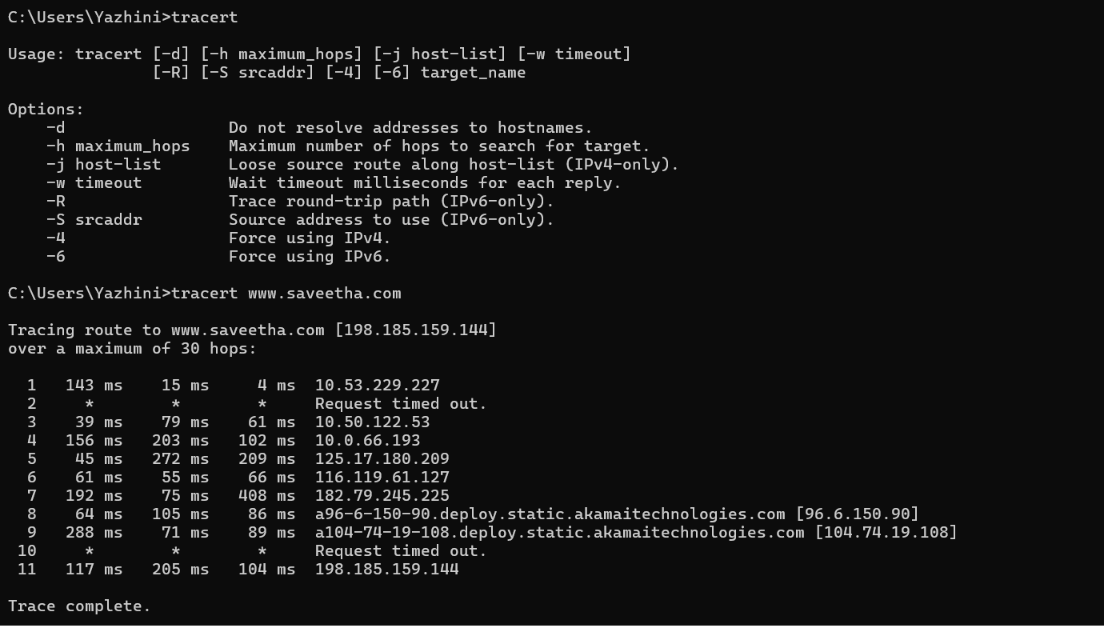 C:\Users\Yazhini>tracert
Usage: tracert [-d] [-h maximum_hops] [-j host-list] [-w timeout]
               [-R] [-S srcaddr] [-4] [-6] target_name
Options:
    -d                 Do not resolve addresses to hostnames.
    -h maximum_hops    Maximum number of hops to search for target.
    -j host-list       Loose source route along host-list (IPv4-only).
    -w timeout         Wait timeout milliseconds for each reply.
    -R                 Trace round-trip path (IPv6-only).
    -S srcaddr         Source address to use (IPv6-only).
    -4                 Force using IPv4.
    -6                 Force using IPv6.
C:\Users\Yazhini>tracert www.saveetha.com
Tracing route to www.saveetha.com [198.185.159.144]
over a maximum of 30 hops:
  1   143 ms    15 ms     4 ms  10.53.229.227
  2     *        *        *     Request timed out.
  3    39 ms    79 ms    61 ms  10.50.122.53
  4   156 ms   203 ms   102 ms  10.0.66.193
  5    45 ms   272 ms   209 ms  125.17.180.209
  6    61 ms    55 ms    66 ms  116.119.61.127
  7   192 ms    75 ms   408 ms  182.79.245.225
  8    64 ms   105 ms    86 ms  a96-6-150-90.deploy.static.akamaitechnologies.com [96.6.150.90]
  9   288 ms    71 ms    89 ms  a104-74-19-108.deploy.static.akamaitechnologies.com [104.74.19.108]
 10     *        *        *     Request timed out.
 11   117 ms   205 ms   104 ms  198.185.159.144
Trace complete.